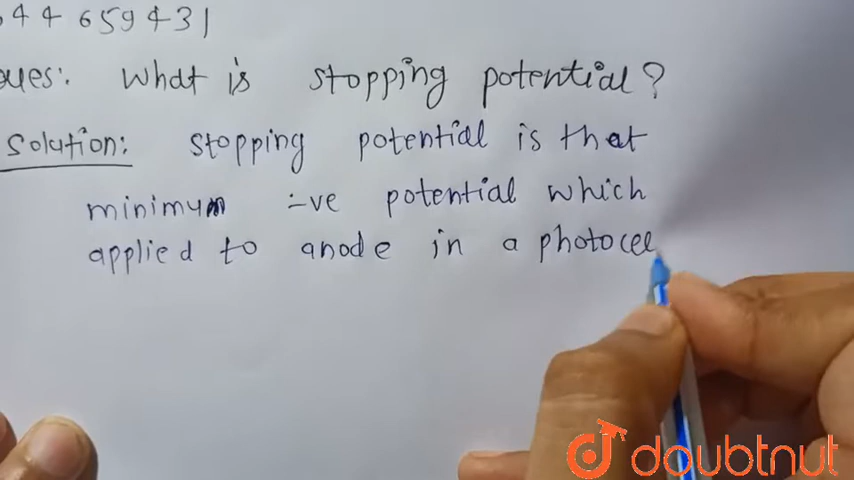 44 659431
ques: What is stopping potential?
Solution: Stopping potential is that
minimum -ve potential which
applied to anode in a photocell
doubtnut